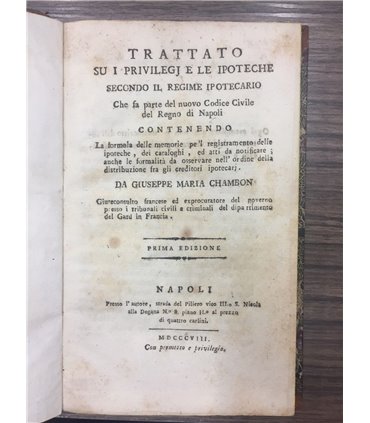 TRATTATO
SU I PRIVILEGJ E LE IPOTECHE
SECONDO IL REGIME IPOTECARIO
Che fa parte del nuovo Codice Civile
del Regno di Napoli
CONTENENDO
La formola delle memorie pe'l registramento delle
ipoteche, dei cataloghi, ed atti da notificare;
anche le formalità da osservare nell'ordine della
distribuzione fra gli creditori ipotecarj.
DA GIUSEPPE MARIA CHAMBON
Giureconsulto francese ed exprocuratore del governo
presso i tribunali civili e criminali del dipartimento
del Gard in Francia.
PRIMA EDIZIONE
NAPOLI
Presso l'autore, strada del Piliero vico III.° S. Nicola
alla Dogana N.° 8. piano II.° al prezzo
di quattro carlini.
MDCCCVIII.
Con permesso e privilegio.